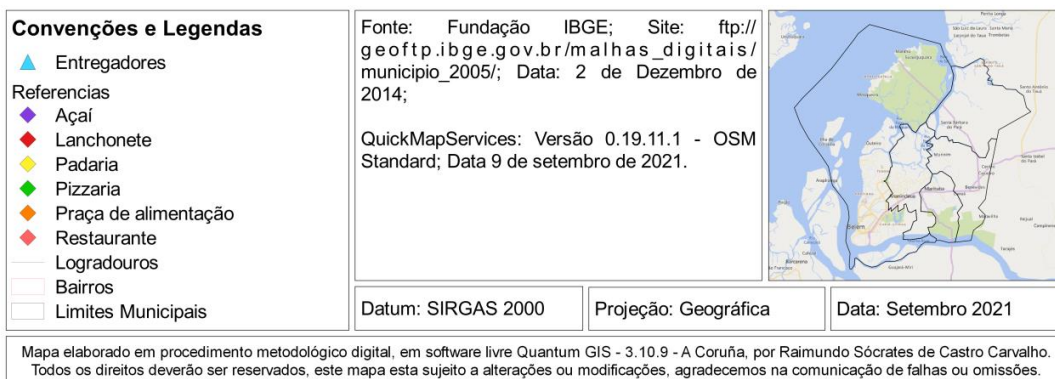 Convenções e Legendas
Entregadores
Referencias
Açaí
Lanchonete
Padaria
Pizzaria
Praça de alimentação
Restaurante
Logradouros
Bairros
Limites Municipais
Fonte: Fundação IBGE; Site: ftp://
geoftp.ibge.gov.br/malhas_digitais/
municipio_2005/; Data: 2 de Dezembro de
2014;
QuickMapServices: Versão 0.19.11.1 - OSM
Standard; Data 9 de setembro de 2021.
Belém
Marituba
Datum: SIRGAS 2000
Projeção: Geográfica
Data: Setembro 2021
Mapa elaborado em procedimento metodológico digital, em software livre Quantum GIS - 3.10.9 - A Coruña, por Raimundo Sócrates de Castro Carvalho.
Todos os direitos deverão ser reservados, este mapa esta sujeito a alterações ou modificações, agradecemos na comunicação de falhas ou omissões.